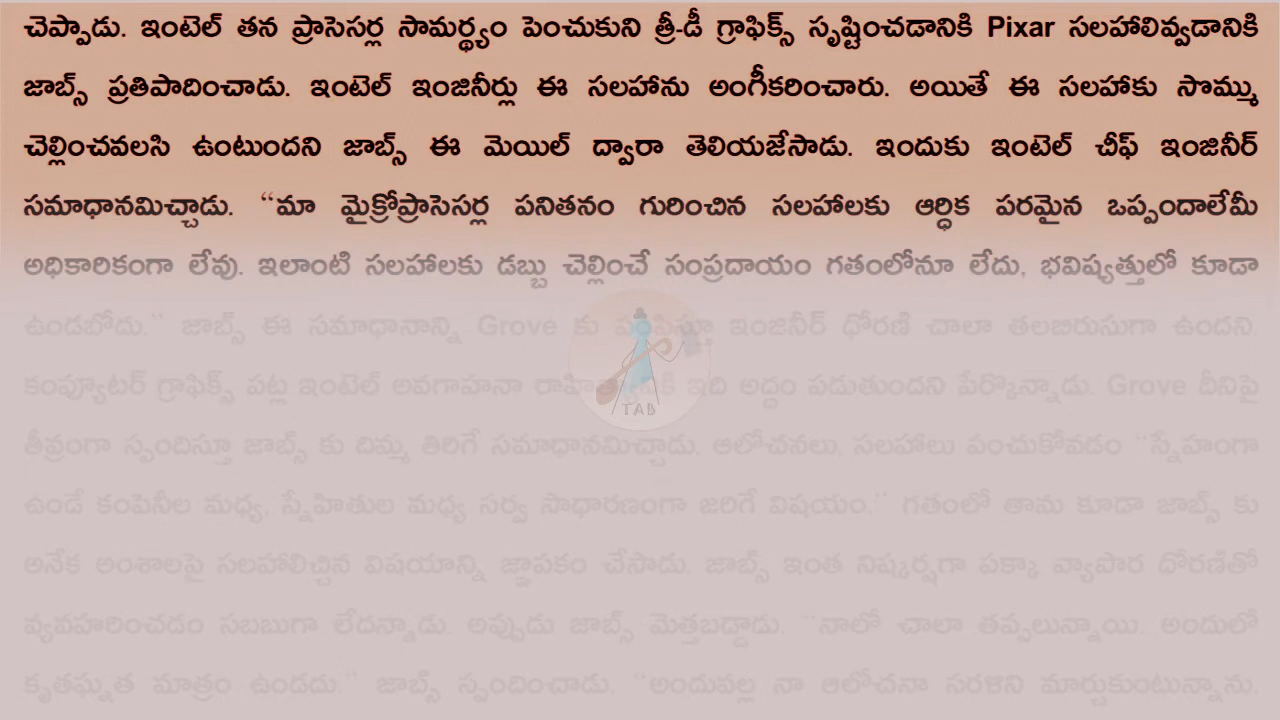 చెప్పాడు. ఇంటెల్ తన ప్రాసెసర్ల సామర్థ్యం పెంచుకుని త్రీ-డీ గ్రాఫిక్స్ సృష్టించడానికి Pixar సలహాలివ్వడానికి
జాబ్స్ ప్రతిపాదించాడు. ఇంటెల్ ఇంజినీర్లు ఈ సలహాను అంగీకరించారు. అయితే ఈ సలహాకు సొమ్ము
చెల్లించవలసి ఉంటుందని జాబ్స్ ఈ మెయిల్ ద్వారా తెలియజేసాడు. ఇందుకు ఇంటెల్ చీఫ్ ఇంజినీర్
సమాధానమిచ్చాడు. “మా మైక్రోప్రాసెసర్ల పనితనం గురించిన సలహాలకు ఆర్ధిక పరమైన ఒప్పందాలేమీ
అధికారికంగా లేవు. ఇలాంటి సలహాలకు డబ్బు చెల్లించే సంప్రదాయం గతంలోనూ లేదు, భవిష్యత్తులో కూడా
ఉండబోదు.” జాబ్స్ ఈ సమాధానాన్ని Grove కు పంపిస్తూ ఇంజినీర్ ధోరణి చాలా తలబిరుసుగా ఉందని,
కంప్యూటర్ గ్రాఫిక్స్ పట్ల ఇంటెల్ అవగాహనా రాహిత్యానికి ఇది అద్దం పడుతుందని పేర్కొన్నాడు. Grove దీనిపై
తీవ్రంగా స్పందిస్తూ జాబ్స్ కు దిమ్మ తిరిగే సమాధానమిచ్చాడు. ఆలోచనలు, సలహాలు పంచుకోవడం “స్నేహంగా
ఉండే కంపెనీల మధ్య, స్నేహితుల మధ్య సర్వ సాధారణంగా జరిగే విషయం.” గతంలో తాము కూడా జాబ్స్ కు
అనేక అంశాలపై సలహాలిచ్చిన విషయాన్ని జ్ఞాపకం చేసాడు. జాబ్స్ ఇంత నిష్కర్షగా పక్కా వ్యాపార ధోరణితో
వ్యవహరించడం సబబుగా లేదన్నాడు. అప్పుడు జాబ్స్ మెత్తబడ్డాడు. “నాలో చాలా తప్పులున్నాయి. అందులో
కృతఘ్నత మాత్రం ఉండదు.” జాబ్స్ స్పందించాడు. “అందువల్ల నా ఆలోచనా సరళిని మార్చుకుంటున్నాను.
TAB